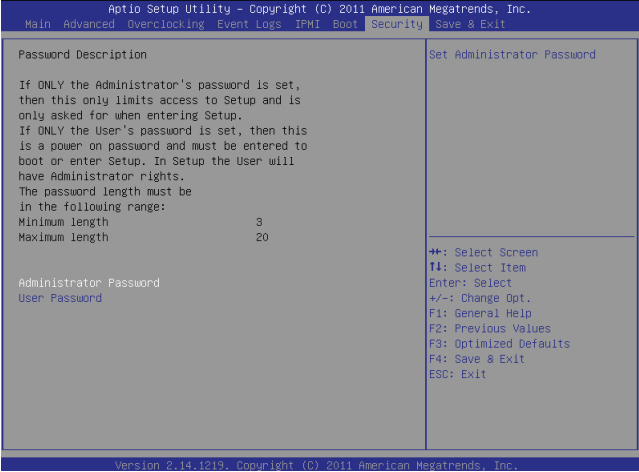 Aptio Setup Utility – Copyright (C) 2011 American Megatrends, Inc.
Main Advanced Overclocking Event Logs IPMI Boot Security Save & Exit
Password Description
If ONLY the Administrator's password is set,
then this only limits access to Setup and is
only asked for when entering Setup.
If ONLY the User's password is set, then this
is a power on password and must be entered to
boot or enter Setup. In Setup the User will
have Administrator rights.
The password length must be
in the following range:
Minimum length 3
Maximum length 20
Administrator Password
User Password
Set Administrator Password
→←: Select Screen
↑↓: Select Item
Enter: Select
+/-: Change Opt.
F1: General Help
F2: Previous Values
F3: Optimized Defaults
F4: Save & Exit
ESC: Exit
Version 2.14.1219. Copyright (C) 2011 American Megatrends, Inc.